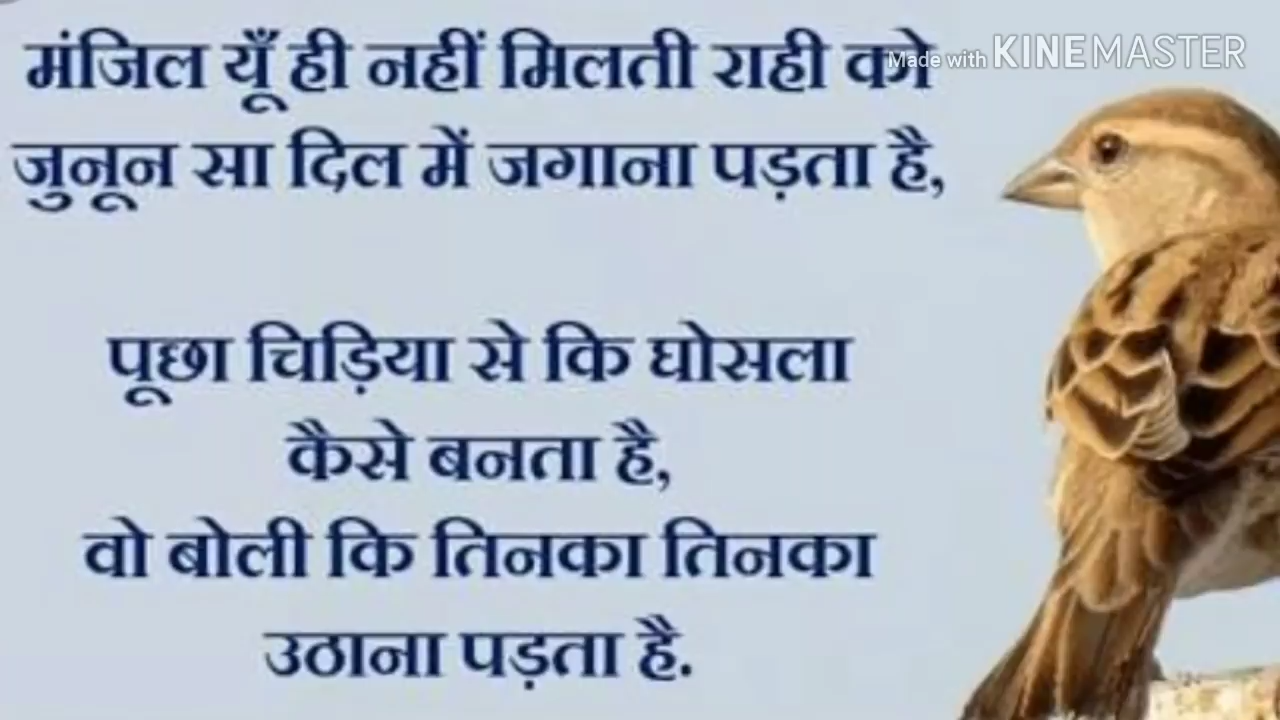 मंजिल यूँ ही नहीं मिलती राही को
Made with KINEMASTER
जुनून सा दिल में जगाना पड़ता है,
पूछा चिड़िया से कि घोसला
कैसे बनता है,
वो बोली कि तिनका तिनका
उठाना पड़ता है.